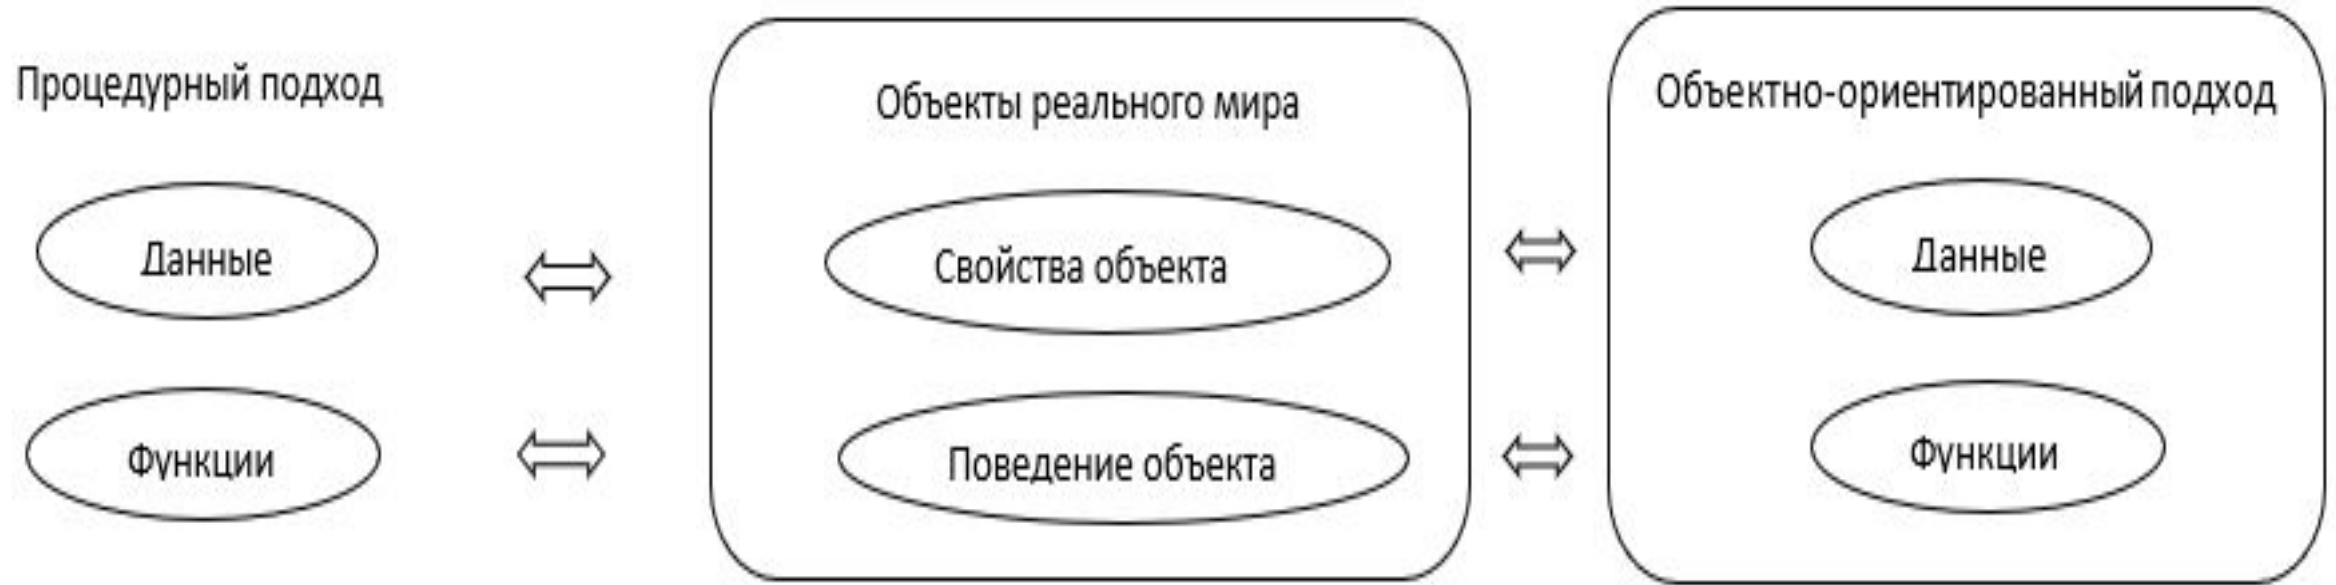 Процедурный подход
Данные
Функции
Объекты реального мира
Свойства объекта
Поведение объекта
Объектно-ориентированный подход
Данные
Функции